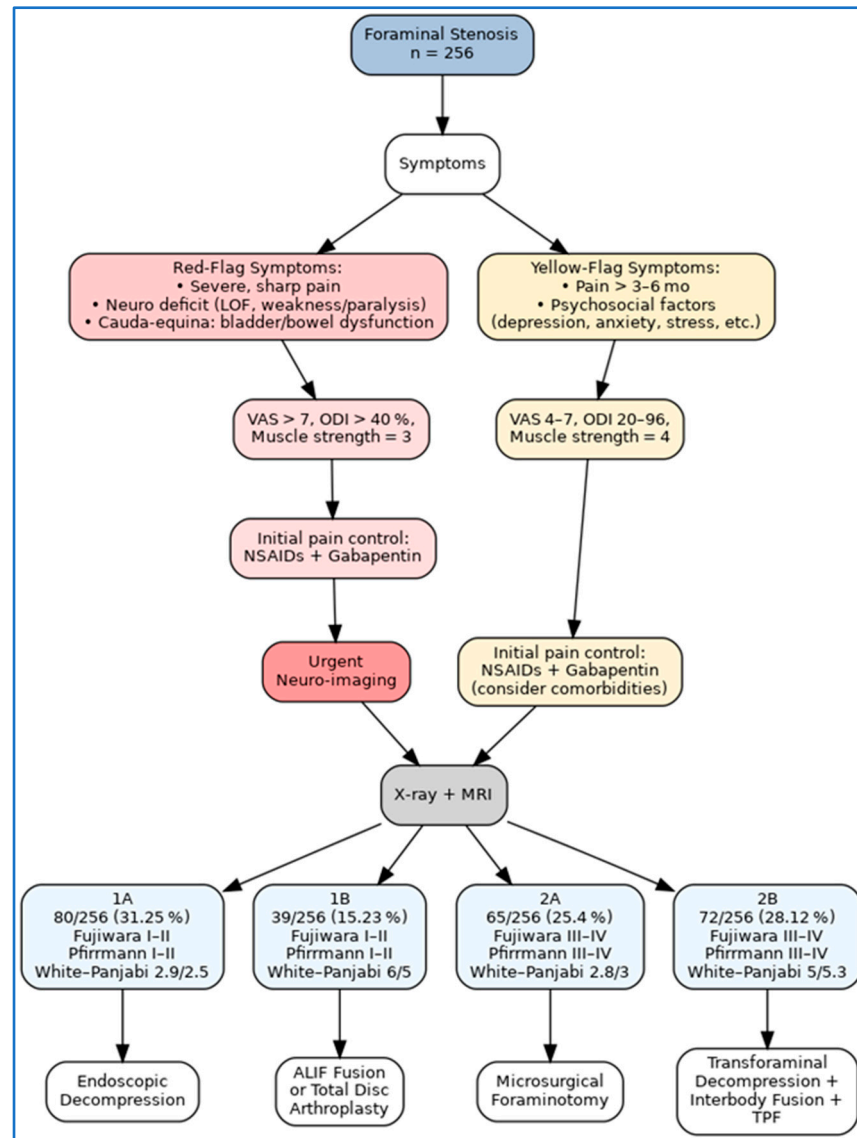 Foraminal Stenosis
n = 256
Symptoms
Red-Flag Symptoms:
• Severe, sharp pain
• Neuro deficit (LOF, weakness/paralysis)
• Cauda-equina: bladder/bowel dysfunction
Yellow-Flag Symptoms:
• Pain > 3–6 mo
• Psychosocial factors
(depression, anxiety, stress, etc.)
VAS > 7, ODI > 40 %,
Muscle strength = 3
VAS 4–7, ODI 20–96,
Muscle strength = 4
Initial pain control:
NSAIDs + Gabapentin
Urgent
Neuro-imaging
Initial pain control:
NSAIDs + Gabapentin
(consider comorbidities)
X-ray + MRI
1A
80/256 (31.25 %)
Fujiwara I–II
Pfirrmann I–II
White–Panjabi 2.9/2.5
1B
39/256 (15.23 %)
Fujiwara I–II
Pfirrmann I–II
White–Panjabi 6/5
2A
65/256 (25.4 %)
Fujiwara III–IV
Pfirrmann III–IV
White–Panjabi 2.8/3
2B
72/256 (28.12 %)
Fujiwara III–IV
Pfirrmann III–IV
White–Panjabi 5/5.3
Endoscopic
Decompression
ALIF Fusion
or Total Disc
Arthroplasty
Microsurgical
Foraminotomy
Transforaminal
Decompression +
Interbody Fusion +
TPF